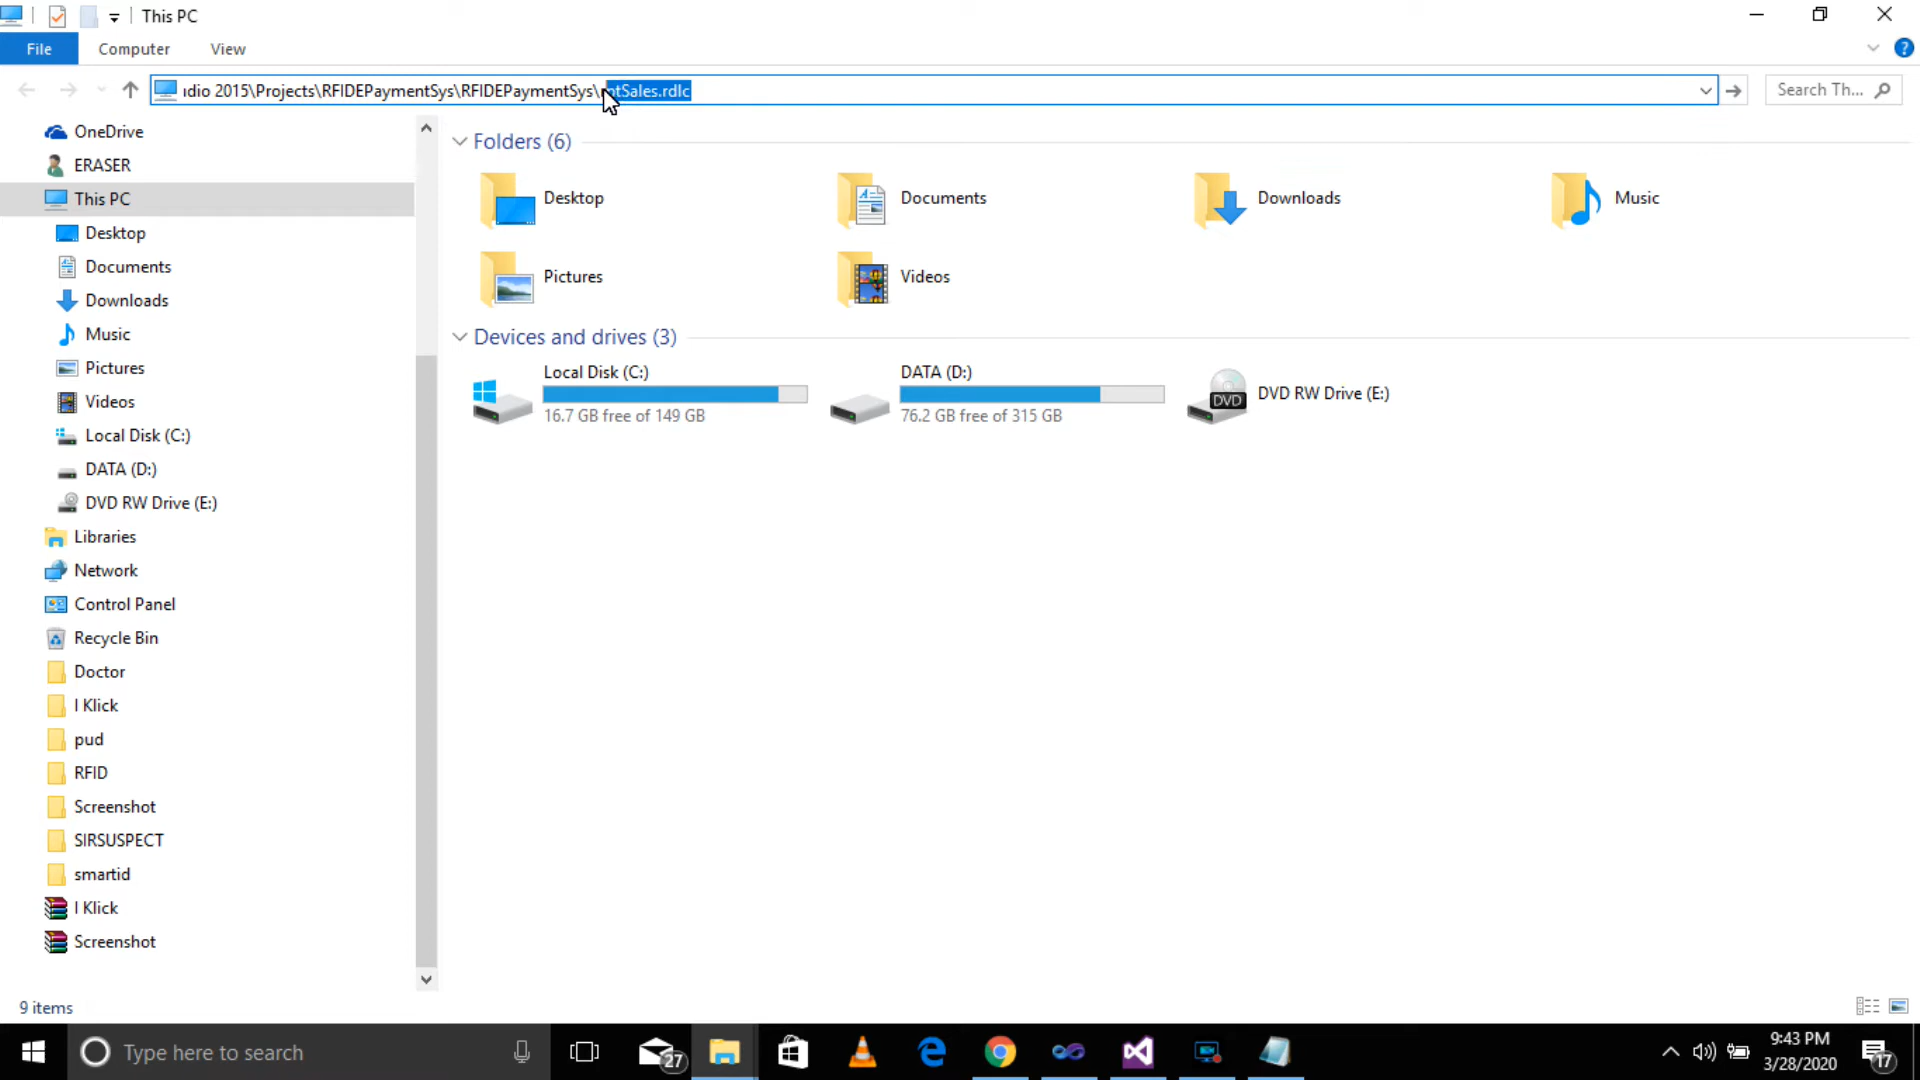 This PC
File Computer View
ıdio 2015\Projects\RFIDEPaymentSys\RFIDEPaymentSys\ ntSales.rdlc
Search Th...
OneDrive
ERASER
This PC
Desktop
Documents
Downloads
Music
Pictures
Videos
Local Disk (C:)
DATA (D:)
DVD RW Drive (E:)
Libraries
Network
Control Panel
Recycle Bin
Doctor
I Klick
pud
RFID
Screenshot
SIRSUSPECT
smartid
I Klick
Screenshot
Folders (6)
Desktop
Documents
Downloads
Music
Pictures
Videos
Devices and drives (3)
Local Disk (C:)
16.7 GB free of 149 GB
DATA (D:)
76.2 GB free of 315 GB
DVD
DVD RW Drive (E:)
9 items
Type here to search
27
9:43 PM
3/28/2020
17